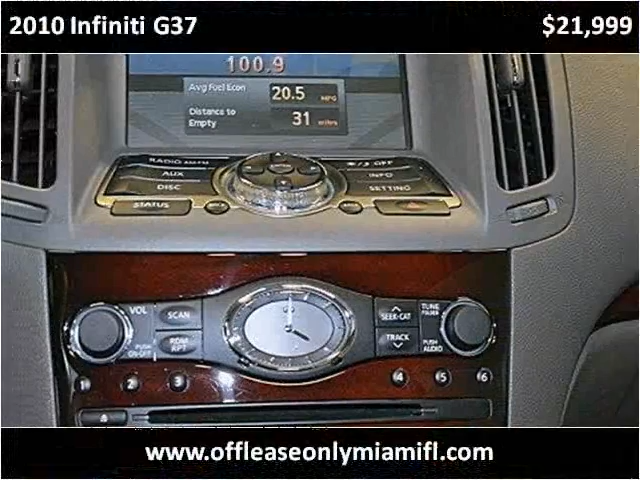 2010 Infiniti G37 $21,999
100.9
Avg Fuel Econ 20.5 MPG
Distance to Empty 31 miles
RADIO AM·FM
AUX
DISC
STATUS
☀/☽ OFF
INFO
SETTING
VOL
SCAN
RDM
RPT
PUSH
ON·OFF
SEEK·CAT
TRACK
TUNE
FOLDER
PUSH
AUDIO
2 3 4 5 6
www.offleaseonlymiamifl.com